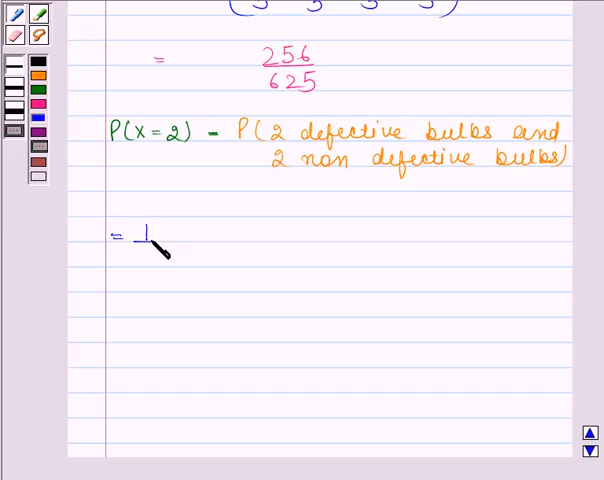 = 256/625
P(X = 2) - P(2 defective bulbs and
2 non defective bulbs)
= 1